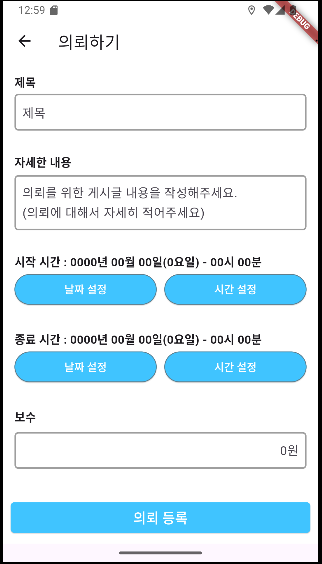 12:59
DEBUG
의뢰하기
제목
제목
자세한 내용
의뢰를 위한 게시글 내용을 작성해주세요.
(의뢰에 대해서 자세히 적어주세요)
시작 시간 : 0000년 00월 00일(0요일) - 00시 00분
날짜 설정 시간 설정
종료 시간 : 0000년 00월 00일(0요일) - 00시 00분
날짜 설정 시간 설정
보수
0원
의뢰 등록